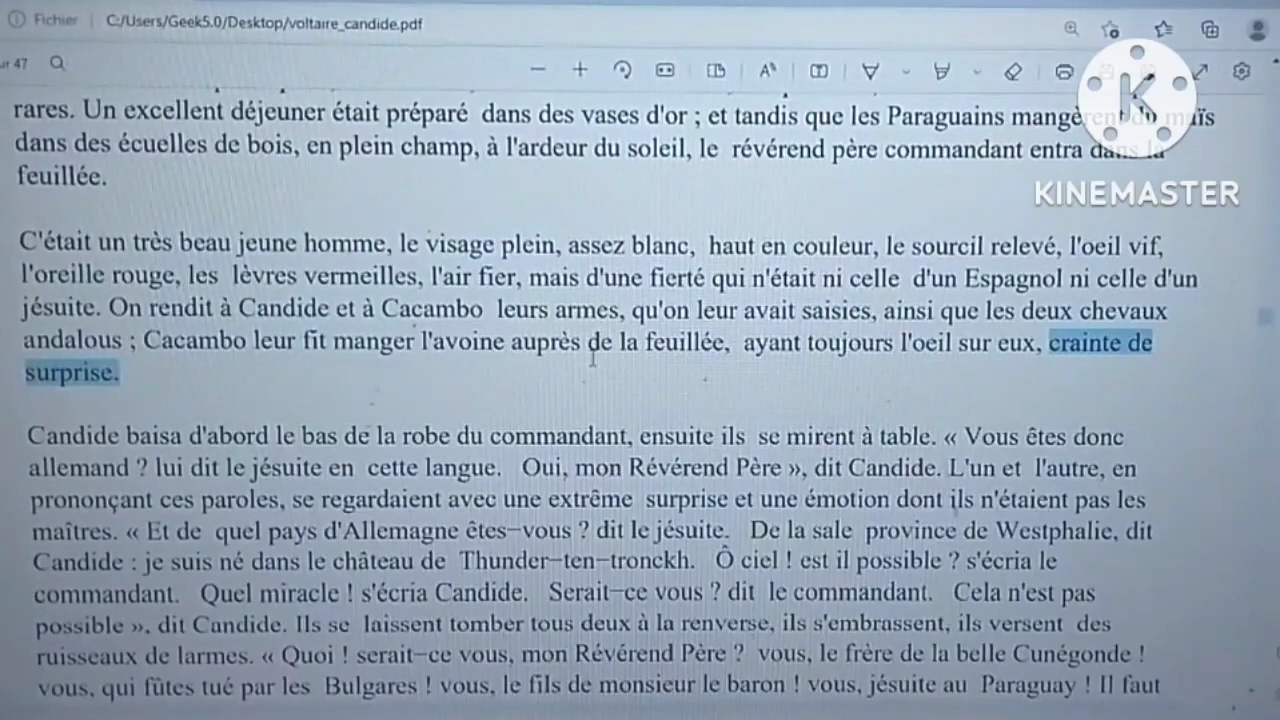 Fichier C:/Users/Geek5.0/Desktop/voltaire_candide.pdf
ur 47
K
KINEMASTER
rares. Un excellent déjeuner était préparé dans des vases d'or ; et tandis que les Paraguains mangèrent du maïs
dans des écuelles de bois, en plein champ, à l'ardeur du soleil, le révérend père commandant entra dans la
feuillée.
C'était un très beau jeune homme, le visage plein, assez blanc, haut en couleur, le sourcil relevé, l'oeil vif,
l'oreille rouge, les lèvres vermeilles, l'air fier, mais d'une fierté qui n'était ni celle d'un Espagnol ni celle d'un
jésuite. On rendit à Candide et à Cacambo leurs armes, qu'on leur avait saisies, ainsi que les deux chevaux
andalous ; Cacambo leur fit manger l'avoine auprès de la feuillée, ayant toujours l'oeil sur eux, crainte de
surprise.
Candide baisa d'abord le bas de la robe du commandant, ensuite ils se mirent à table. « Vous êtes donc
allemand ? lui dit le jésuite en cette langue. Oui, mon Révérend Père », dit Candide. L'un et l'autre, en
prononçant ces paroles, se regardaient avec une extrême surprise et une émotion dont ils n'étaient pas les
maîtres. « Et de quel pays d'Allemagne êtes−vous ? dit le jésuite. De la sale province de Westphalie, dit
Candide : je suis né dans le château de Thunder−ten−tronckh. Ô ciel ! est il possible ? s'écria le
commandant. Quel miracle ! s'écria Candide. Serait−ce vous ? dit le commandant. Cela n'est pas
possible », dit Candide. Ils se laissent tomber tous deux à la renverse, ils s'embrassent, ils versent des
ruisseaux de larmes. « Quoi ! serait−ce vous, mon Révérend Père ? vous, le frère de la belle Cunégonde !
vous, qui fûtes tué par les Bulgares ! vous, le fils de monsieur le baron ! vous, jésuite au Paraguay ! Il faut